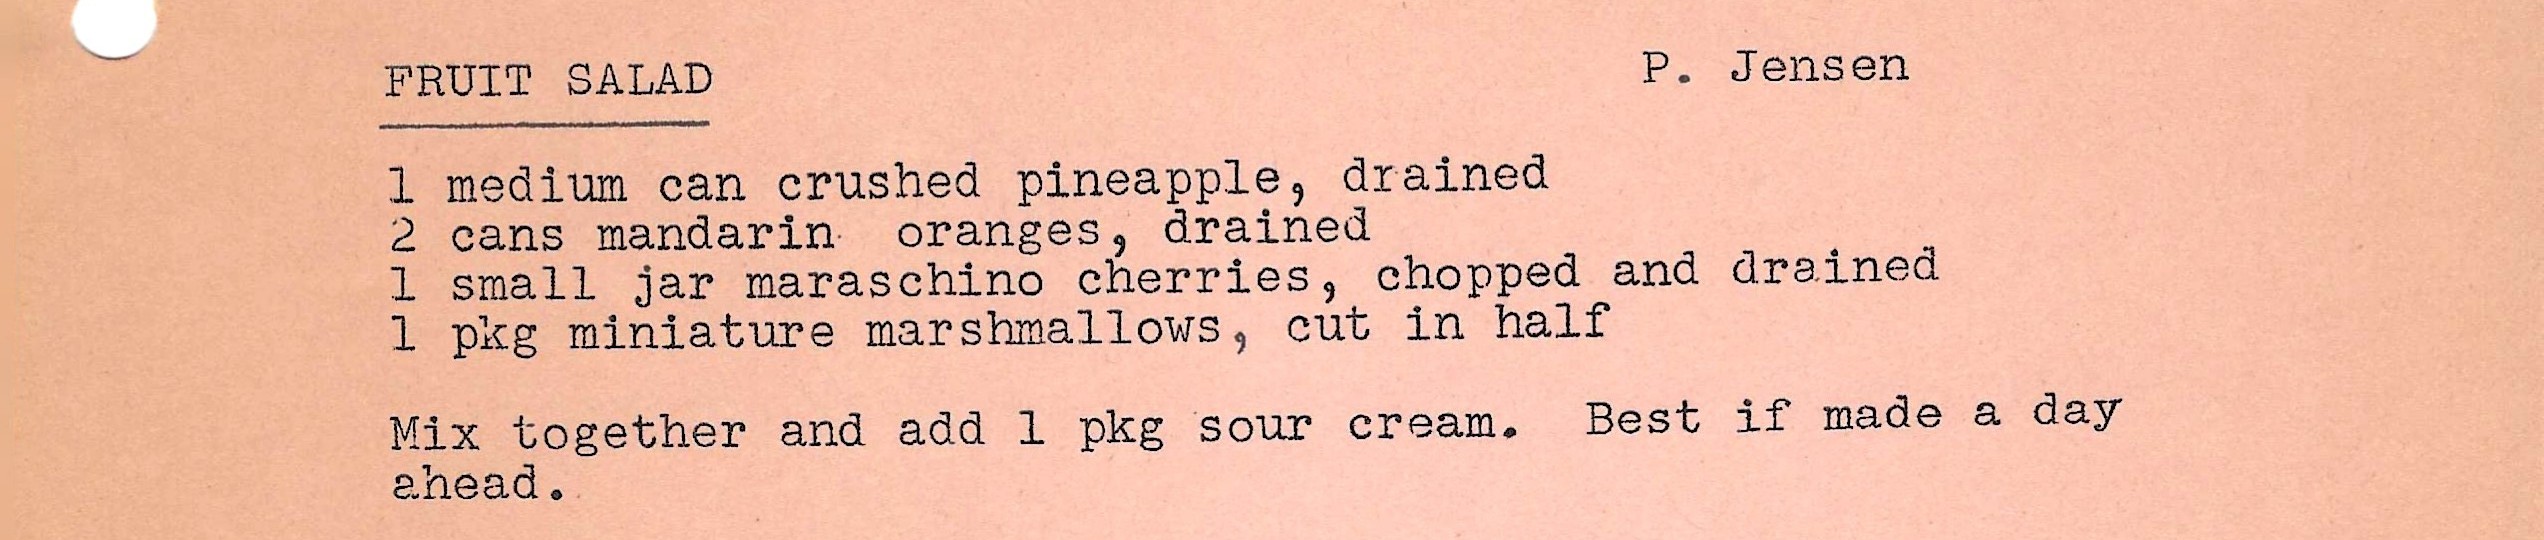 FRUIT SALAD P. Jensen
1 medium can crushed pineapple, drained
2 cans mandarin oranges, drained
1 small jar maraschino cherries, chopped and drained
1 pkg miniature marshmallows, cut in half
Mix together and add 1 pkg sour cream. Best if made a day
ahead.